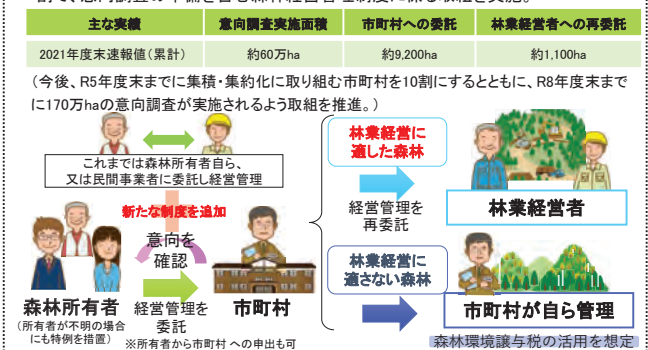 主な実績 意向調査実施面積 市町村への委託 林業経営者への再委託
2021年度末速報値(累計) 約60万ha 約9,200ha 約1,100ha
(今後、R5年度末までに集積・集約化に取り組む市町村を10割にするとともに、R8年度末まで
に170万haの意向調査が実施されるよう取組を推進。)
これまでは森林所有者自ら、
又は民間事業者に委託し経営管理
新たな制度を追加
意向を
確認
森林所有者
(所有者が不明の場合
にも特例を措置)
経営管理を
委託
市町村
※所有者から市町村 への申出も可
林業経営に
適した森林
経営管理を
再委託
林業経営者
林業経営に
適さない森林
市町村が自ら管理
森林環境譲与税の活用を想定